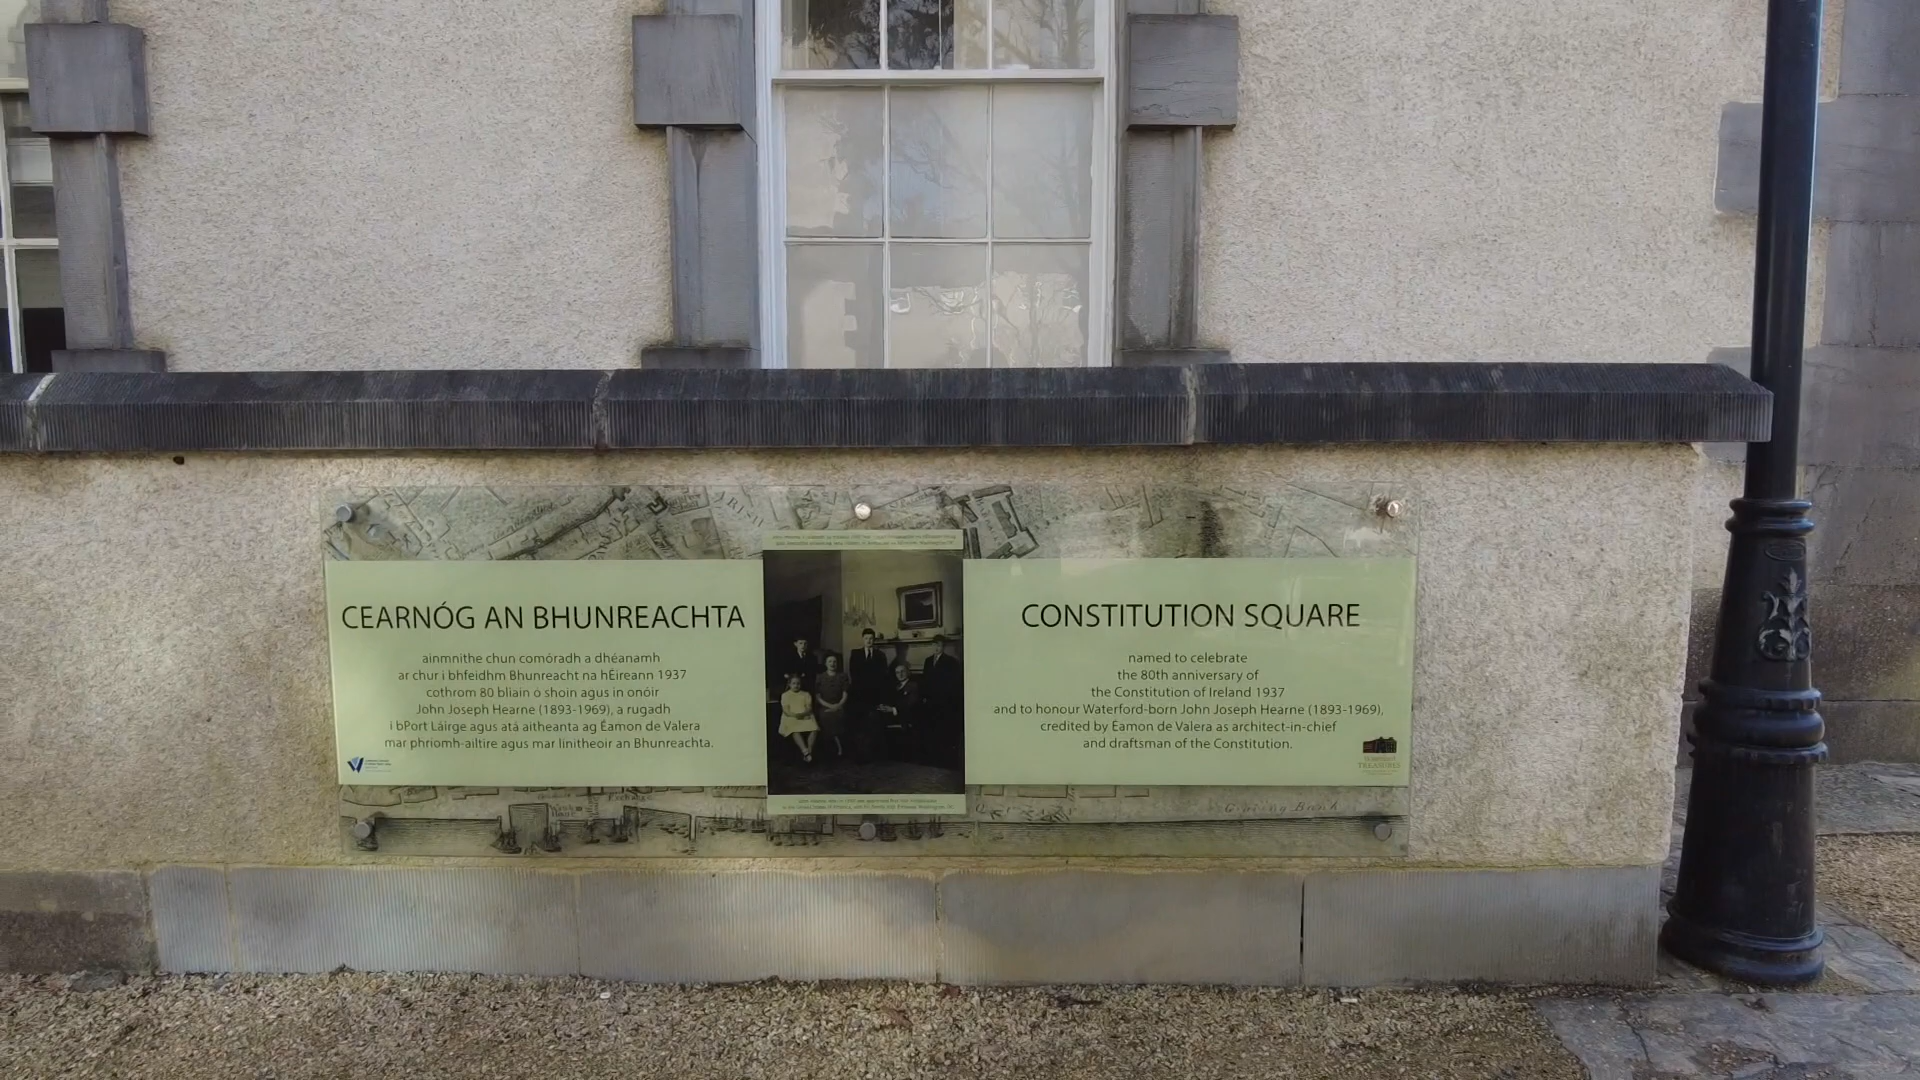 CEARNÓG AN BHUNREACHTA
ainmnithe chun comóradh a dhéanamh
ar chur i bhfeidhm Bhunreacht na hÉireann 1937
cothrom 80 bliain ó shoin agus in onóir
John Joseph Hearne (1893-1969), a rugadh
i bPort Láirge agus atá aitheanta ag Éamon de Valera
mar phríomh-ailtire agus mar línitheoir an Bhunreachta.
CONSTITUTION SQUARE
named to celebrate
the 80th anniversary of
the Constitution of Ireland 1937
and to honour Waterford-born John Joseph Hearne (1893-1969),
credited by Éamon de Valera as architect-in-chief
and draftsman of the Constitution.
TREASURES